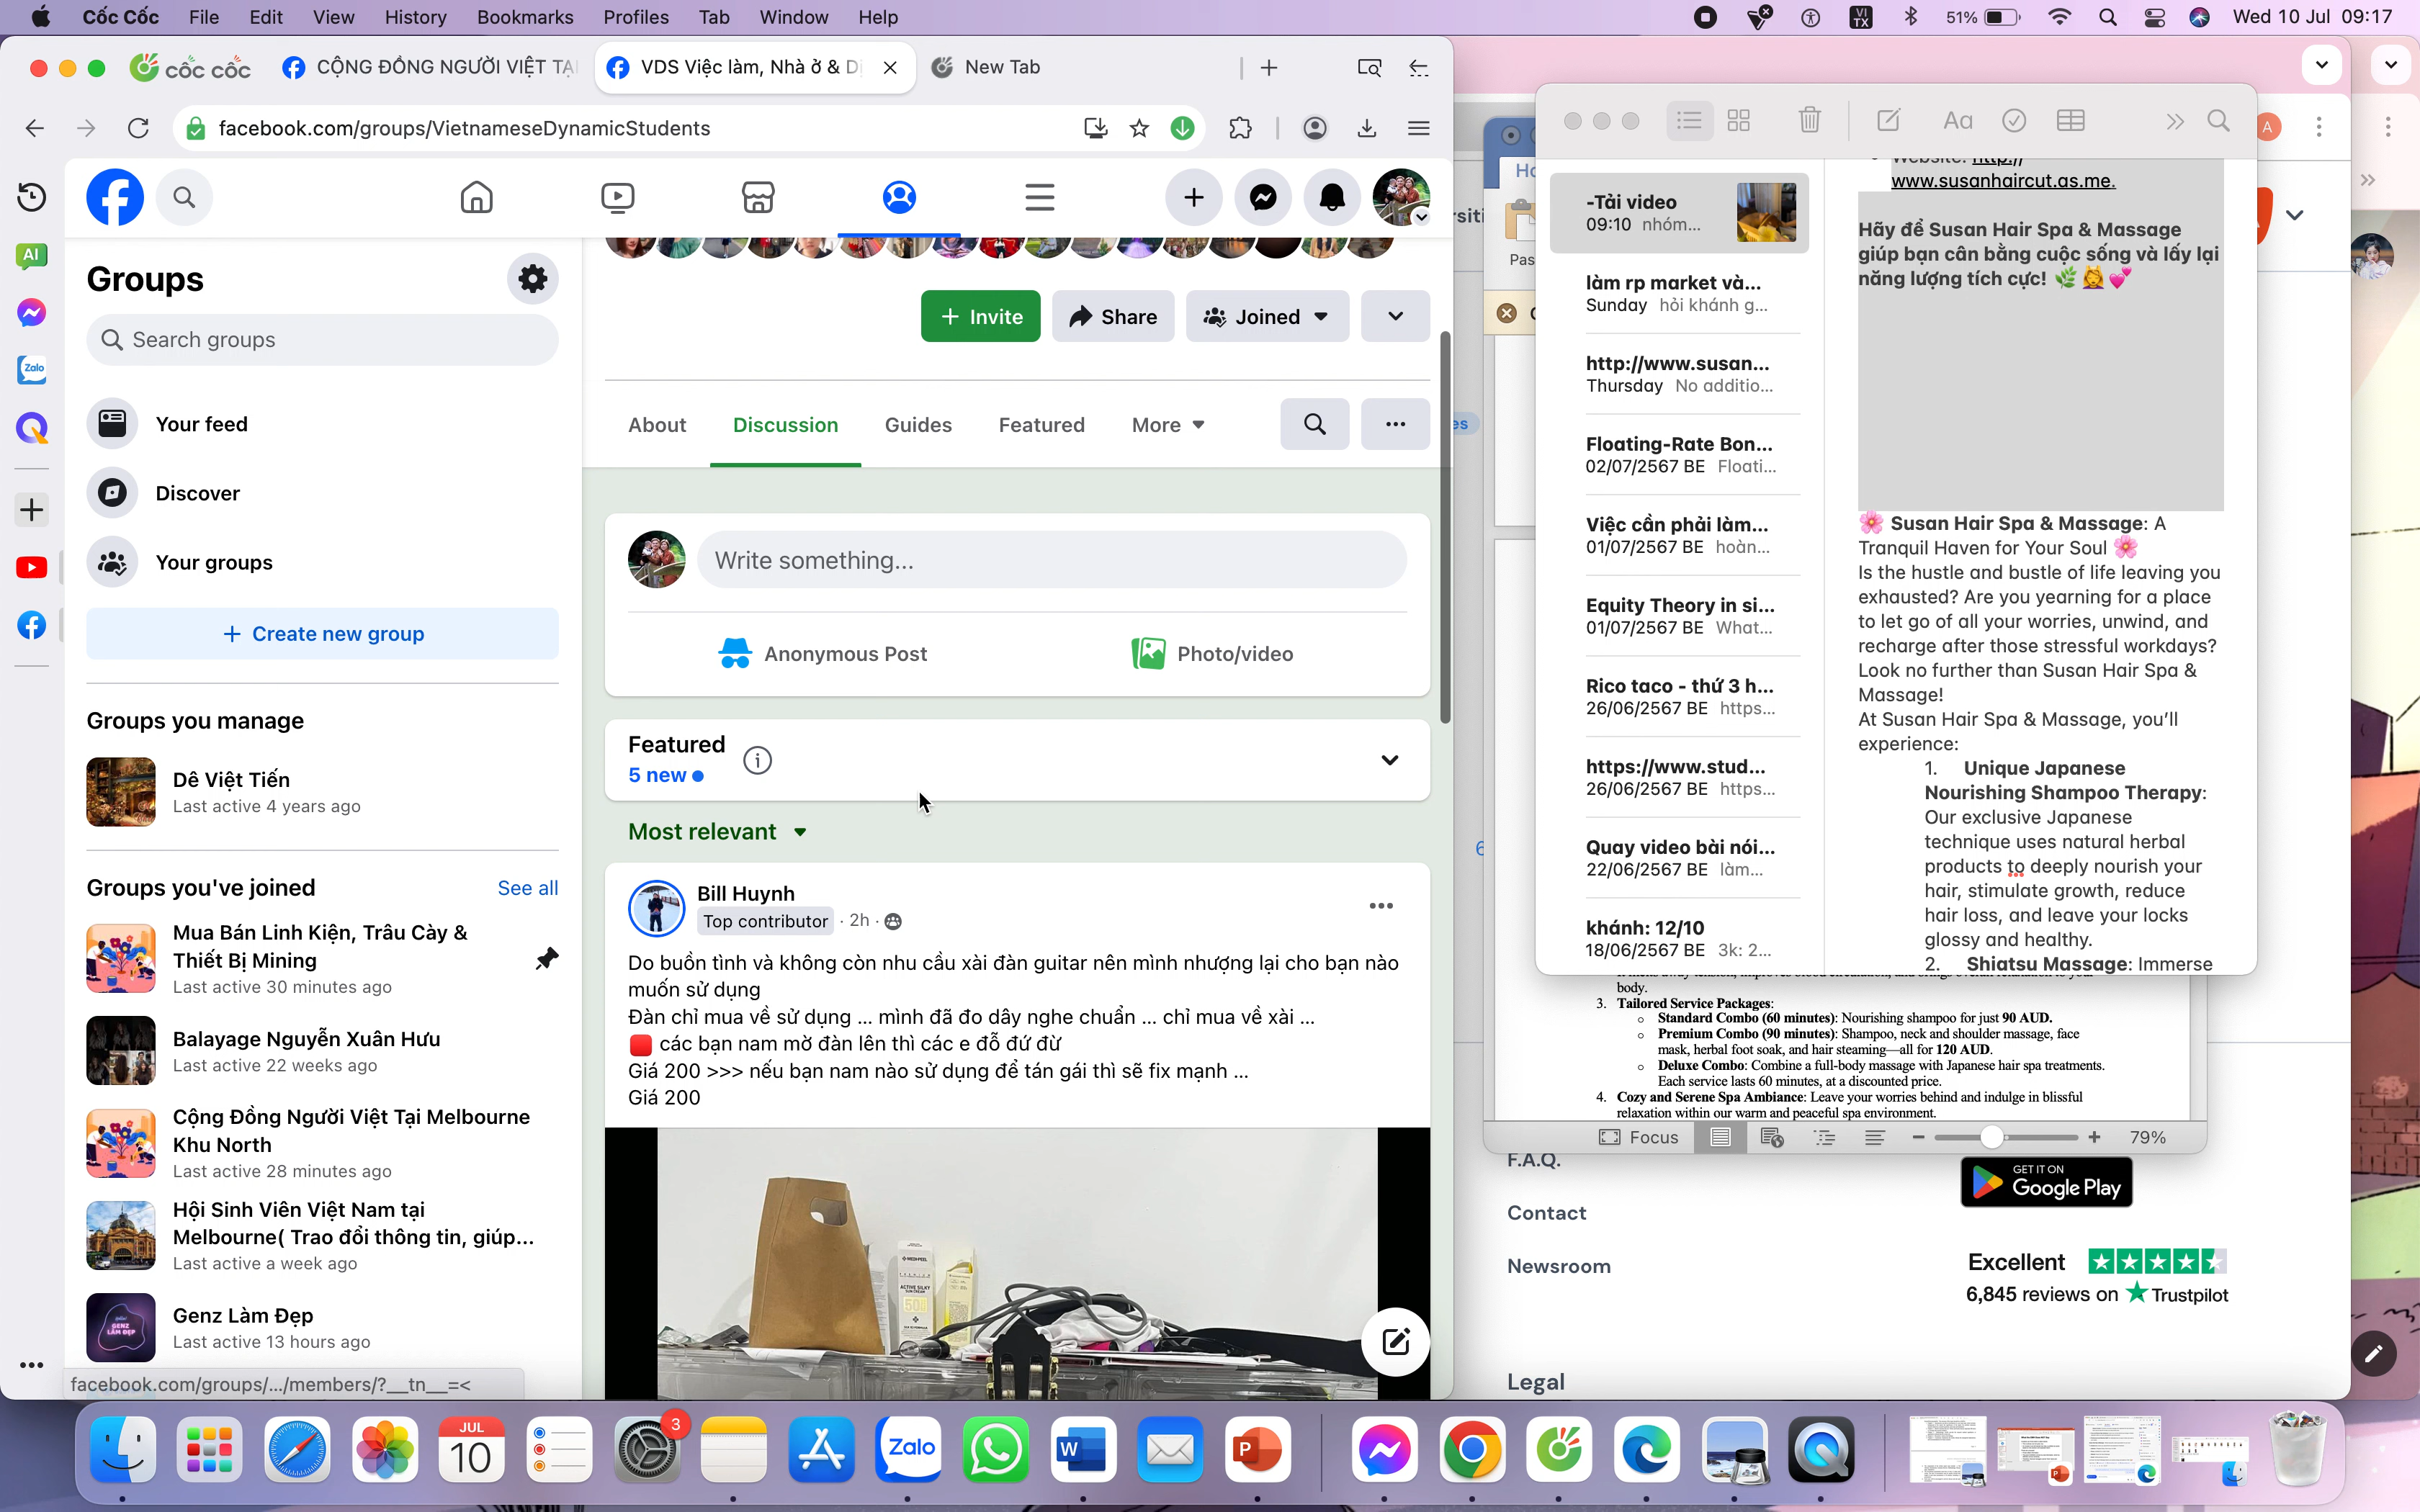 Cốc Cốc File Edit View History Bookmarks Profiles Tab Window Help
VI
TX
51%
Wed 10 Jul 09:17
cốc cốc
CỘNG ĐỒNG NGƯỜI VIỆT TẠI
VDS Việc làm, Nhà ở & Dị
New Tab
facebook.com/groups/VietnameseDynamicStudents
AI
Zalo
Groups
Search groups
Your feed
Discover
Your groups
+ Create new group
Groups you manage
Dê Việt Tiến
Last active 4 years ago
Groups you've joined
See all
Mua Bán Linh Kiện, Trâu Cày &
Thiết Bị Mining
Last active 30 minutes ago
Balayage Nguyễn Xuân Hưu
Last active 22 weeks ago
Cộng Đồng Người Việt Tại Melbourne
Khu North
Last active 28 minutes ago
Hội Sinh Viên Việt Nam tại
Melbourne( Trao đổi thông tin, giúp...
Last active a week ago
Genz Làm Đẹp
Last active 13 hours ago
facebook.com/groups/.../members/?__tn__=<
+ Invite
Share
Joined
About
Discussion
Guides
Featured
More
Write something...
Anonymous Post
Photo/video
Featured
5 new
Most relevant
Bill Huynh
Top contributor · 2h ·
Do buồn tình và không còn nhu cầu xài đàn guitar nên mình nhượng lại cho bạn nào
muốn sử dụng
Đàn chỉ mua về sử dụng ... mình đã đo dây nghe chuẩn ... chỉ mua về xài ...
các bạn nam mở đàn lên thì các e đỗ đứ đừ
Giá 200 >>> nếu bạn nam nào sử dụng để tán gái thì sẽ fix mạnh ...
Giá 200
-Tải video
09:10 nhóm...
làm rp market và...
Sunday hỏi khánh g...
http://www.susan...
Thursday No additio...
Floating-Rate Bon...
02/07/2567 BE Floati...
Việc cần phải làm...
01/07/2567 BE hoàn...
Equity Theory in si...
01/07/2567 BE What...
Rico taco - thứ 3 h...
26/06/2567 BE https...
https://www.stud...
26/06/2567 BE https...
Quay video bài nói...
22/06/2567 BE làm...
khánh: 12/10
18/06/2567 BE 3k: 2...
Website: http://
www.susanhaircut.as.me.
Hãy để Susan Hair Spa & Massage
giúp bạn cân bằng cuộc sống và lấy lại
năng lượng tích cực! 🌿💆💕
🌸 Susan Hair Spa & Massage: A
Tranquil Haven for Your Soul 🌸
Is the hustle and bustle of life leaving you
exhausted? Are you yearning for a place
to let go of all your worries, unwind, and
recharge after those stressful workdays?
Look no further than Susan Hair Spa &
Massage!
At Susan Hair Spa & Massage, you'll
experience:
1. Unique Japanese
Nourishing Shampoo Therapy:
Our exclusive Japanese
technique uses natural herbal
products to deeply nourish your
hair, stimulate growth, reduce
hair loss, and leave your locks
glossy and healthy.
2. Shiatsu Massage: Immerse
body.
3. Tailored Service Packages:
Standard Combo (60 minutes): Nourishing shampoo for just 90 AUD.
Premium Combo (90 minutes): Shampoo, neck and shoulder massage, face
mask, herbal foot soak, and hair steaming—all for 120 AUD.
Deluxe Combo: Combine a full-body massage with Japanese hair spa treatments.
Each service lasts 60 minutes, at a discounted price.
4. Cozy and Serene Spa Ambiance: Leave your worries behind and indulge in blissful
relaxation within our warm and peaceful spa environment.
Focus
79%
F.A.Q.
Contact
Newsroom
Legal
GET IT ON
Google Play
Excellent
6,845 reviews on Trustpilot
JUL
10
3
Zalo